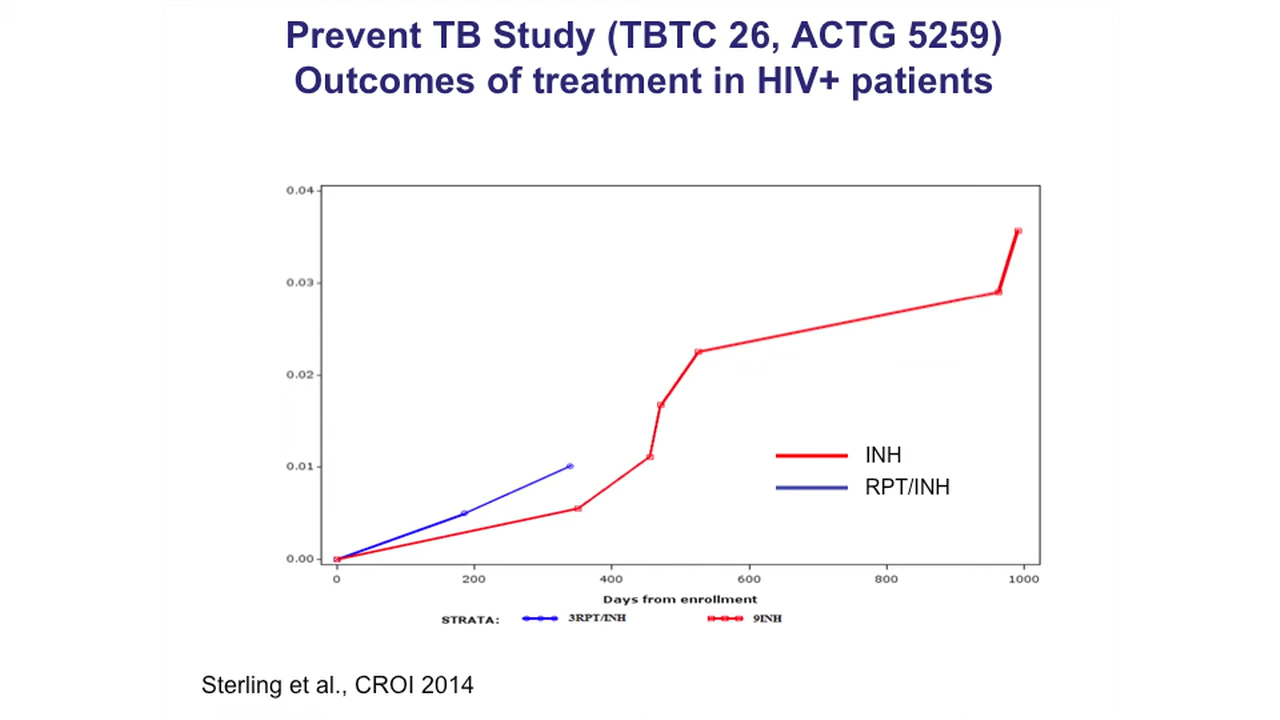 Prevent TB Study (TBTC 26, ACTG 5259)
Outcomes of treatment in HIV+ patients
0.04
0.03
0.02
0.01
0.00
INH
RPT/INH
0 200 400 600 800 1000
Days from enrollment
STRATA: 3RPT/INH 9INH
Sterling et al., CROI 2014